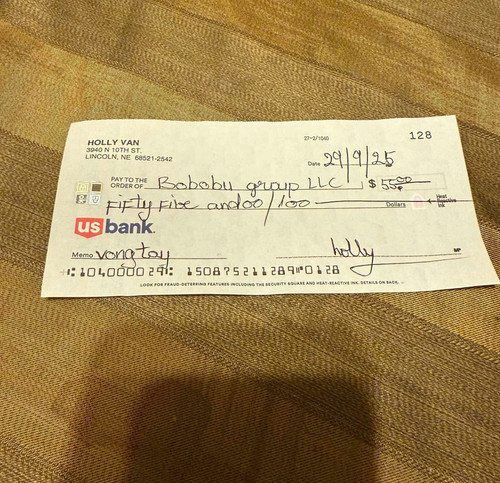 HOLLY VAN 27-2/1040 128
3940 N 10TH ST.
LINCOLN, NE 68521-2542
Date 29/9/25
PAY TO THE ORDER OF Bobobu group LLC $ 55.00
Fifty Five and 00/100 Dollars Heat Reactive Ink
usbank
Memo vong tay holly MP
⑆104000029⑆ 150875211289⑈0128
LOOK FOR FRAUD-DETERRING FEATURES INCLUDING THE SECURITY SQUARE AND HEAT-REACTIVE INK. DETAILS ON BACK.